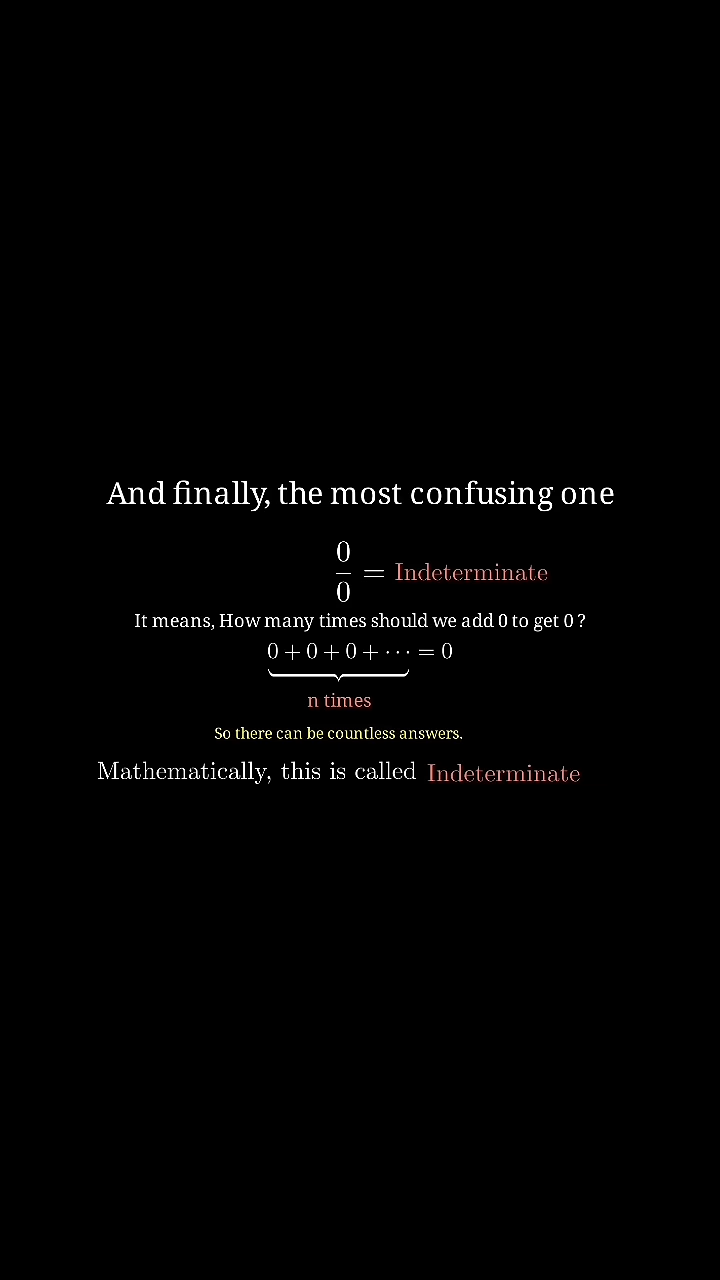 And finally, the most confusing one
0/0 = Indeterminate
It means, How many times should we add 0 to get 0 ?
0 + 0 + 0 + ⋯ = 0
n times
So there can be countless answers.
Mathematically, this is called Indeterminate